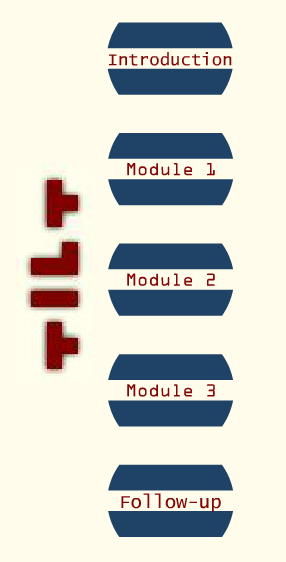 TILT
Introduction
Module 1
Module 2
Module 3
Follow-up